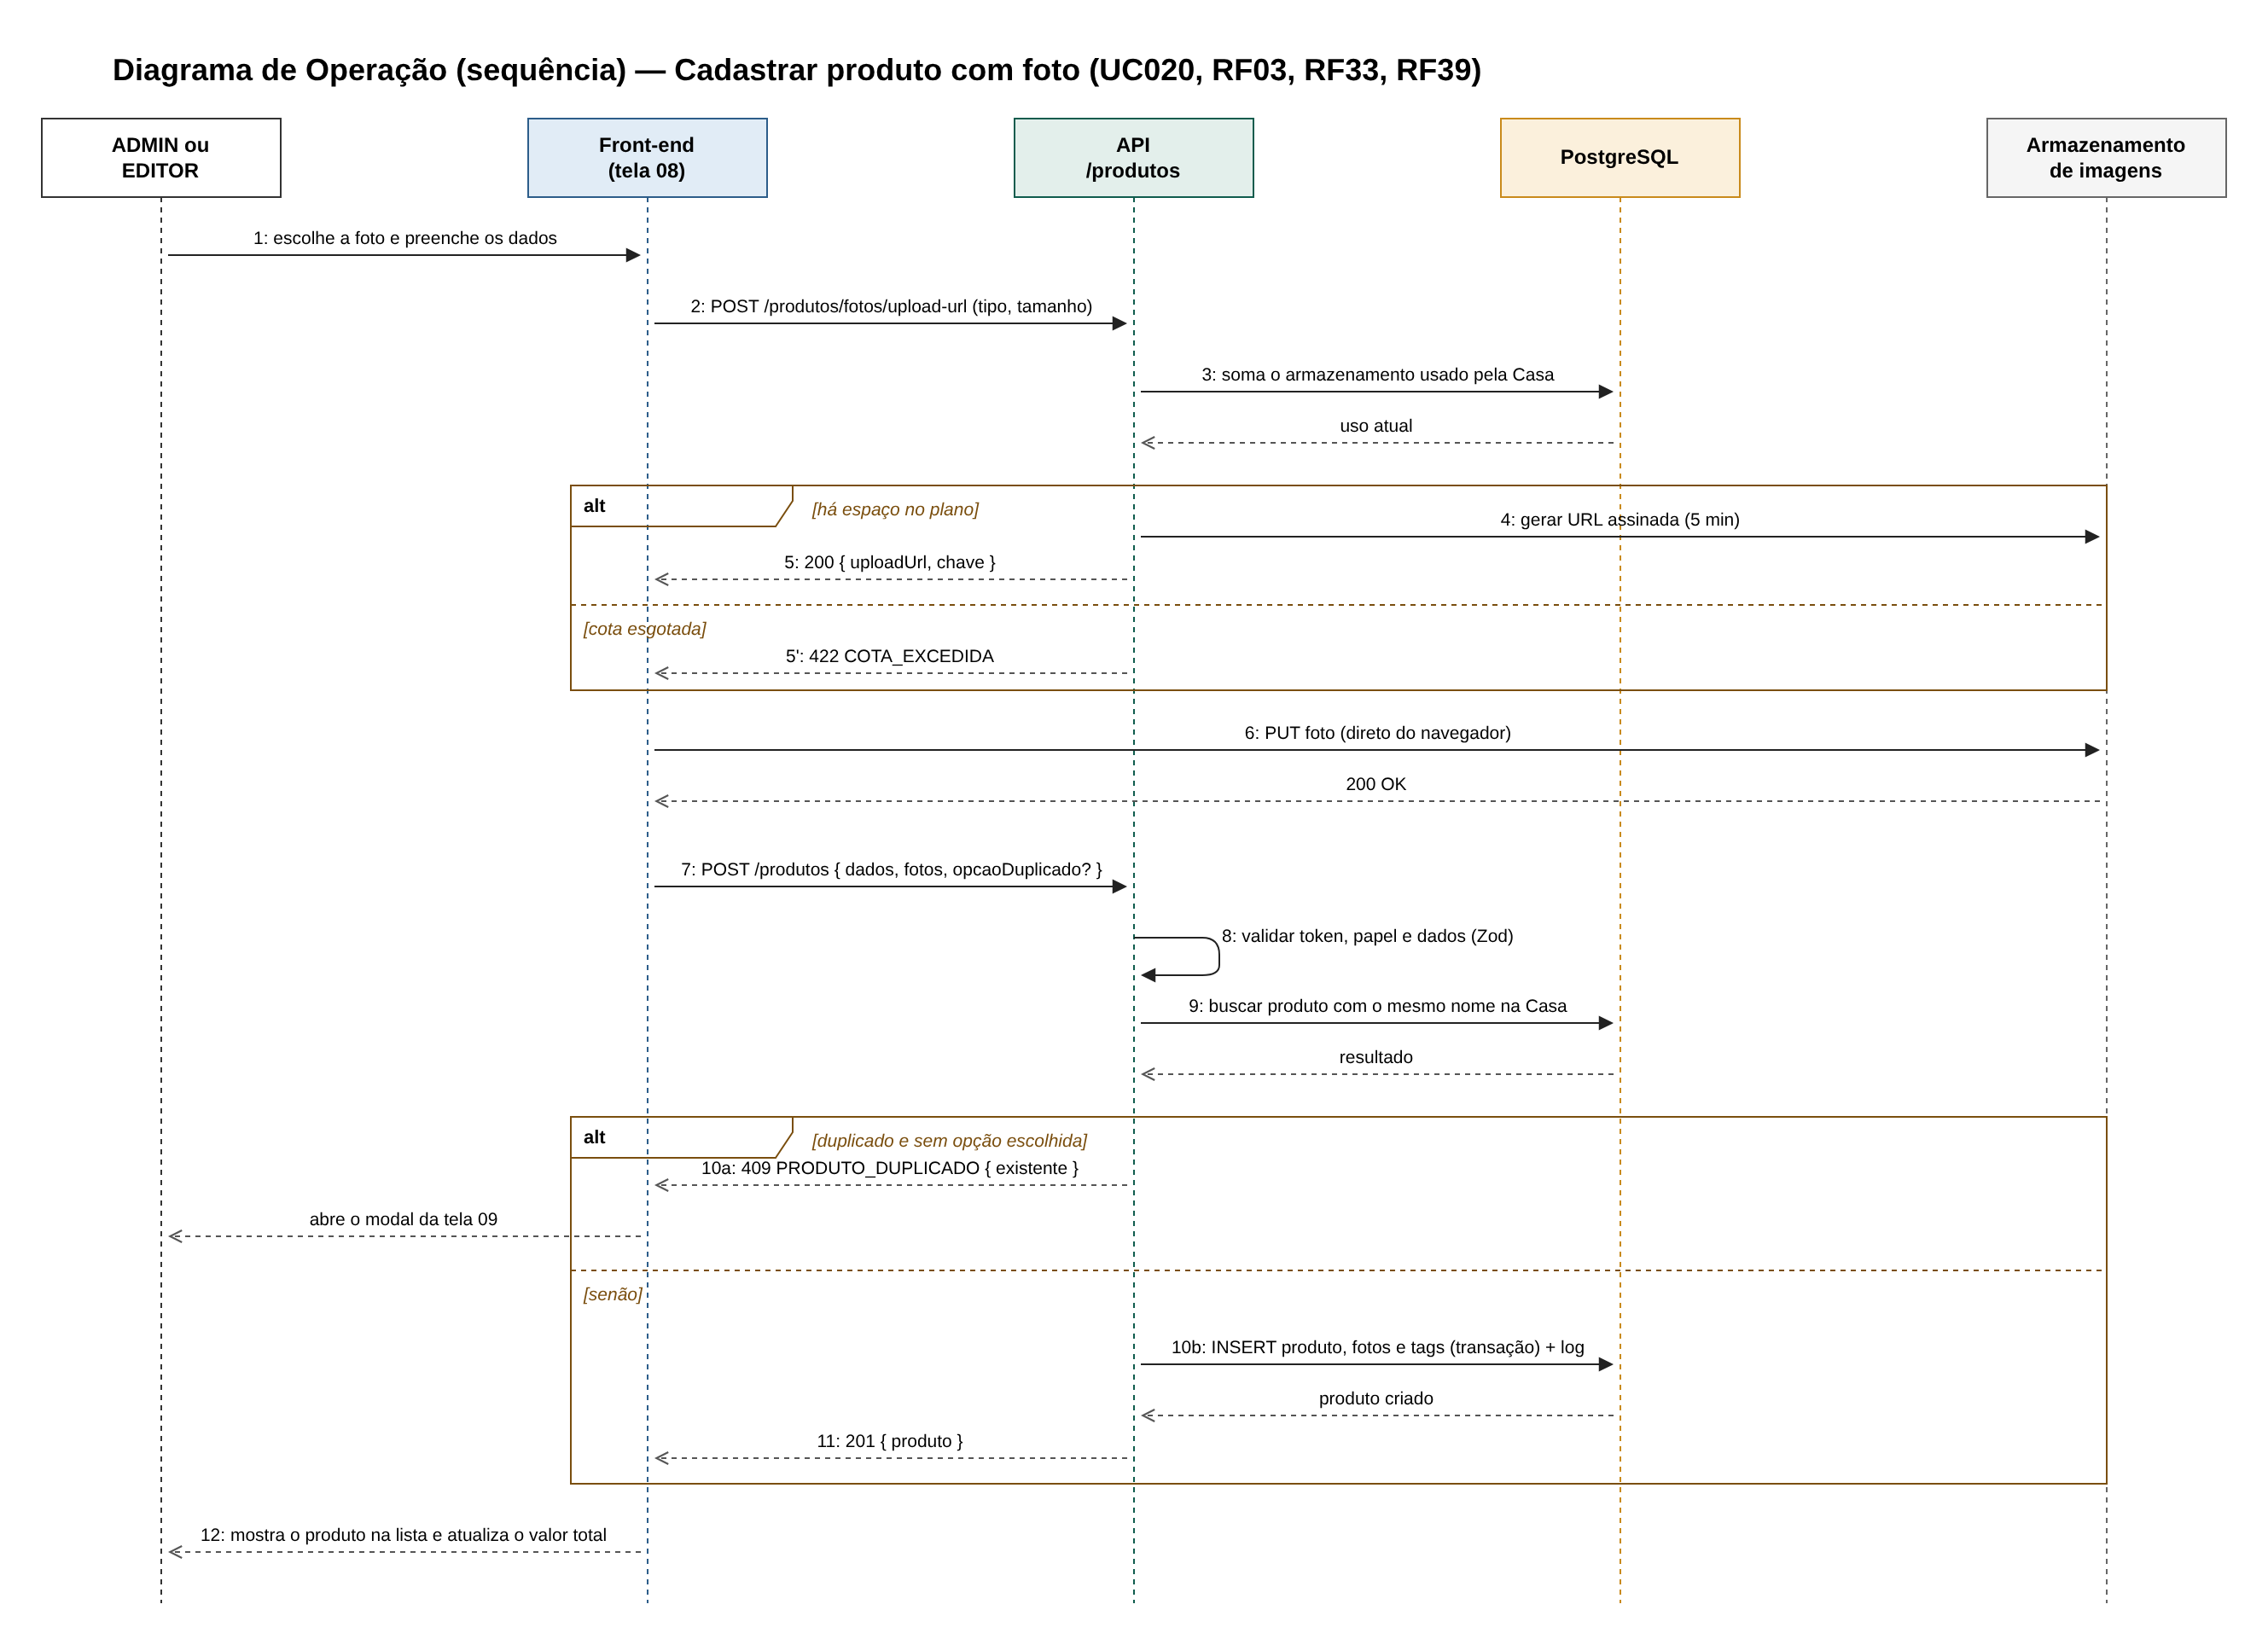 Diagrama de Operação (sequência) — Cadastrar produto com foto (UC020, RF03, RF33, RF39)
ADMIN ou
EDITOR
Front-end
(tela 08)
API
/produtos
PostgreSQL
Armazenamento
de imagens
1: escolhe a foto e preenche os dados
2: POST /produtos/fotos/upload-url (tipo, tamanho)
3: soma o armazenamento usado pela Casa
uso atual
alt
[há espaço no plano]
4: gerar URL assinada (5 min)
5: 200 { uploadUrl, chave }
[cota esgotada]
5': 422 COTA_EXCEDIDA
6: PUT foto (direto do navegador)
200 OK
7: POST /produtos { dados, fotos, opcaoDuplicado? }
8: validar token, papel e dados (Zod)
9: buscar produto com o mesmo nome na Casa
resultado
alt
[duplicado e sem opção escolhida]
10a: 409 PRODUTO_DUPLICADO { existente }
abre o modal da tela 09
[senão]
10b: INSERT produto, fotos e tags (transação) + log
produto criado
11: 201 { produto }
12: mostra o produto na lista e atualiza o valor total